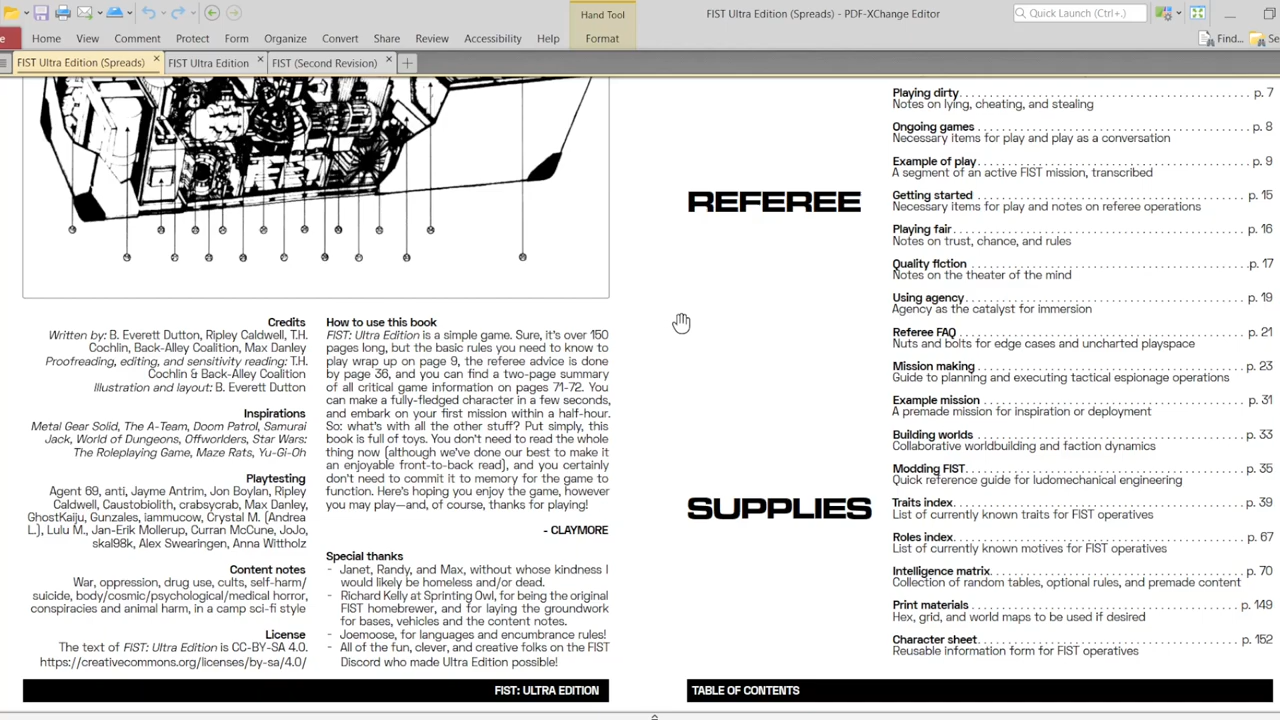 Hand Tool
FIST Ultra Edition (Spreads) - PDF-XChange Editor
Quick Launch (Ctrl+.)
Home View Comment Protect Form Organize Convert Share Review Accessibility Help Format
Find...
FIST Ultra Edition (Spreads) FIST Ultra Edition FIST (Second Revision)
Credits
Written by: B. Everett Dutton, Ripley Caldwell, T.H.
Cochlin, Back-Alley Coalition, Max Danley
Proofreading, editing, and sensitivity reading: T.H.
Cochlin & Back-Alley Coalition
Illustration and layout: B. Everett Dutton
Inspirations
Metal Gear Solid, The A-Team, Doom Patrol, Samurai
Jack, World of Dungeons, Offworlders, Star Wars:
The Roleplaying Game, Maze Rats, Yu-Gi-Oh
Playtesting
Agent 69, anti, Jayme Antrim, Jon Boylan, Ripley
Caldwell, Caustobiolith, crabsycrab, Max Danley,
GhostKaiju, Gunzales, iammucow, Crystal M. (Andrea
L.), Lulu M., Jan-Erik Mollerup, Curran McCune, JoJo,
skal98k, Alex Swearingen, Anna Wittholz
Content notes
War, oppression, drug use, cults, self-harm/
suicide, body/cosmic/psychological/medical horror,
conspiracies and animal harm, in a camp sci-fi style
License
The text of FIST: Ultra Edition is CC-BY-SA 4.0.
https://creativecommons.org/licenses/by-sa/4.0/
How to use this book
FIST: Ultra Edition is a simple game. Sure, it's over 150
pages long, but the basic rules you need to know to
play wrap up on page 9, the referee advice is done
by page 36, and you can find a two-page summary
of all critical game information on pages 71-72. You
can make a fully-fledged character in a few seconds,
and embark on your first mission within a half-hour.
So: what's with all the other stuff? Put simply, this
book is full of toys. You don't need to read the whole
thing now (although we've done our best to make it
an enjoyable front-to-back read), and you certainly
don't need to commit it to memory for the game to
function. Here's hoping you enjoy the game, however
you may play—and, of course, thanks for playing!
- CLAYMORE
Special thanks
- Janet, Randy, and Max, without whose kindness I
would likely be homeless and/or dead.
- Richard Kelly at Sprinting Owl, for being the original
FIST homebrewer, and for laying the groundwork
for bases, vehicles and the content notes.
- Joemoose, for languages and encumbrance rules!
- All of the fun, clever, and creative folks on the FIST
Discord who made Ultra Edition possible!
FIST: ULTRA EDITION
Playing dirty p. 7
Notes on lying, cheating, and stealing
Ongoing games p. 8
Necessary items for play and play as a conversation
Example of play p. 9
A segment of an active FIST mission, transcribed
REFEREE
Getting started p. 15
Necessary items for play and notes on referee operations
Playing fair p. 16
Notes on trust, chance, and rules
Quality fiction p. 17
Notes on the theater of the mind
Using agency p. 19
Agency as the catalyst for immersion
Referee FAQ p. 21
Nuts and bolts for edge cases and uncharted playspace
Mission making p. 23
Guide to planning and executing tactical espionage operations
Example mission p. 31
A premade mission for inspiration or deployment
Building worlds p. 33
Collaborative worldbuilding and faction dynamics
Modding FIST p. 35
Quick reference guide for ludomechanical engineering
SUPPLIES
Traits index p. 39
List of currently known traits for FIST operatives
Roles index p. 67
List of currently known motives for FIST operatives
Intelligence matrix p. 70
Collection of random tables, optional rules, and premade content
Print materials p. 149
Hex, grid, and world maps to be used if desired
Character sheet p. 152
Reusable information form for FIST operatives
TABLE OF CONTENTS